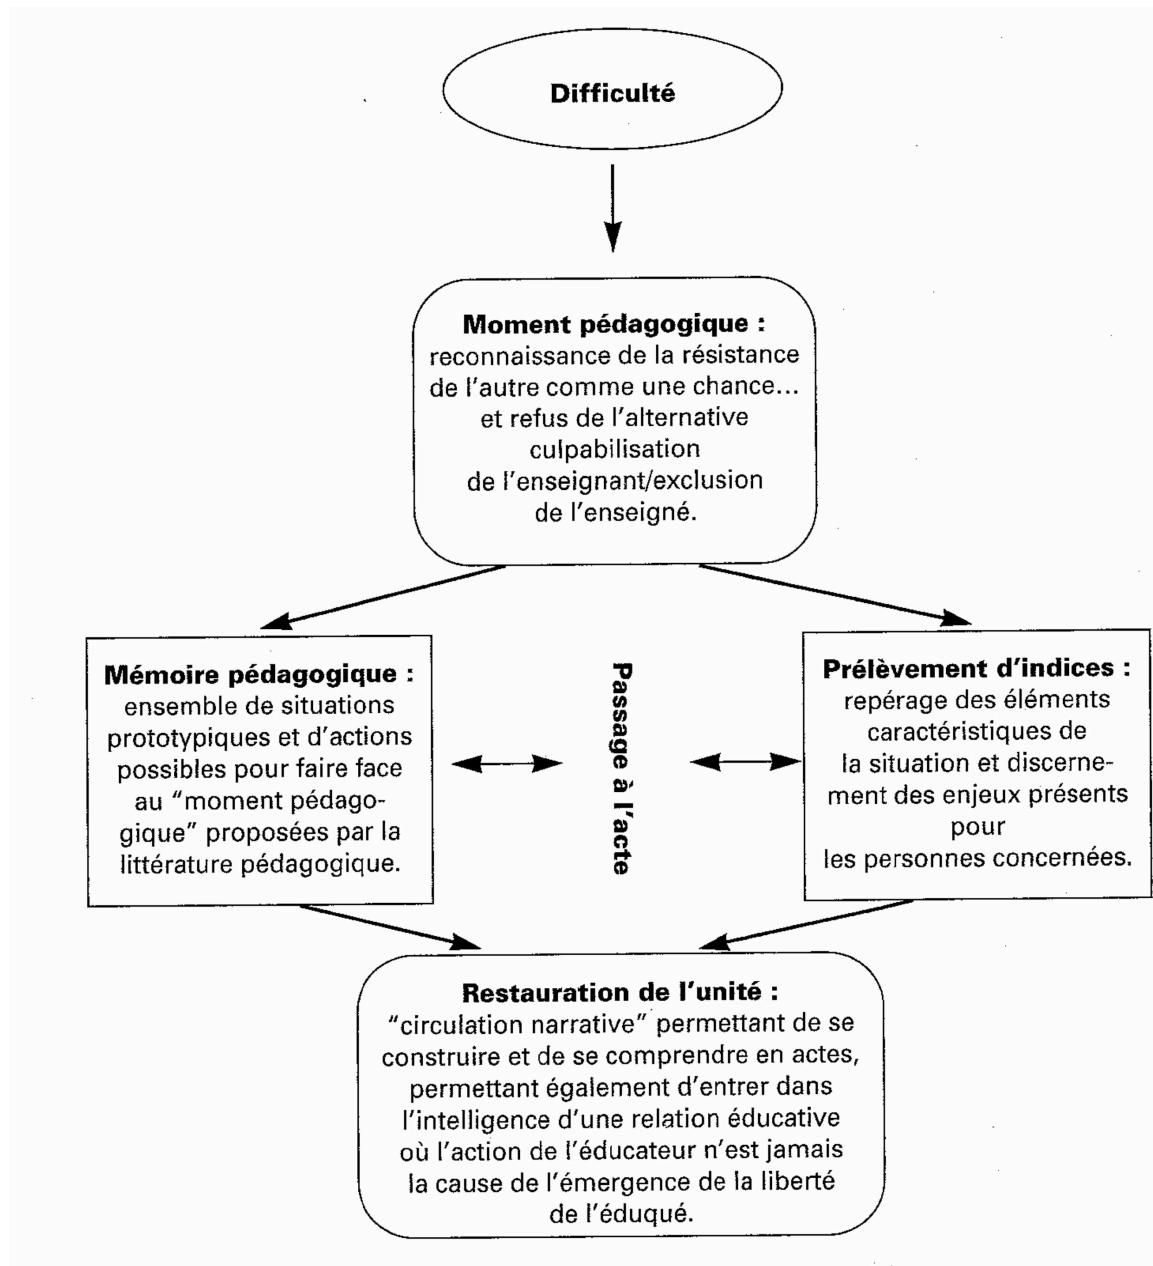 Difficulté
Moment pédagogique :
reconnaissance de la résistance
de l'autre comme une chance...
et refus de l'alternative
culpabilisation
de l'enseignant/exclusion
de l'enseigné.
Mémoire pédagogique :
ensemble de situations
prototypiques et d'actions
possibles pour faire face
au "moment pédago-
gique" proposées par la
littérature pédagogique.
Passage à l'acte
Prélèvement d'indices :
repérage des éléments
caractéristiques de
la situation et discerne-
ment des enjeux présents
pour
les personnes concernées.
Restauration de l'unité :
"circulation narrative" permettant de se
construire et de se comprendre en actes,
permettant également d'entrer dans
l'intelligence d'une relation éducative
où l'action de l'éducateur n'est jamais
la cause de l'émergence de la liberté
de l'éduqué.